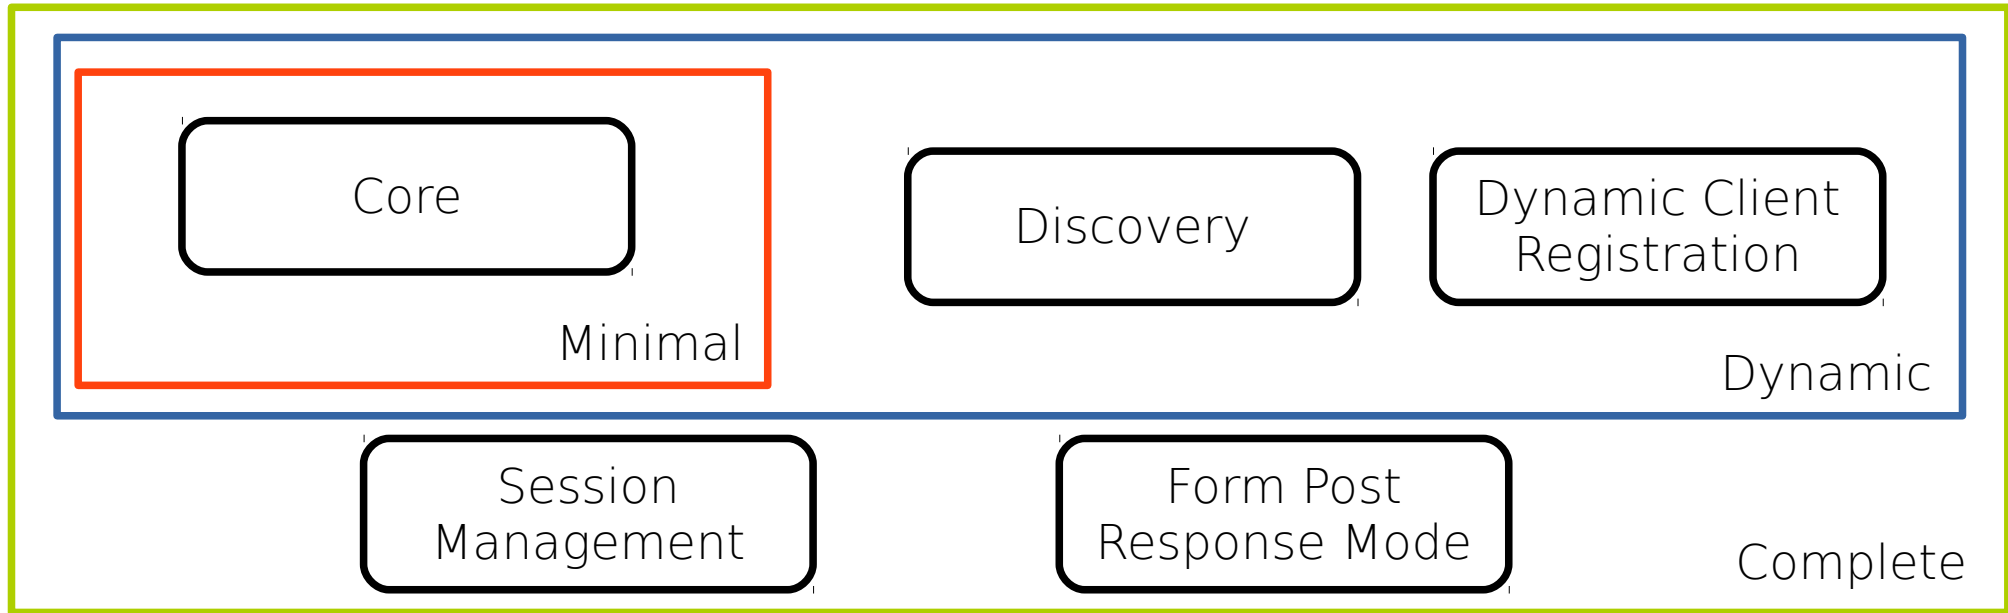 Core
Discovery
Dynamic Client
Registration
Minimal
Dynamic
Session
Management
Form Post
Response Mode
Complete